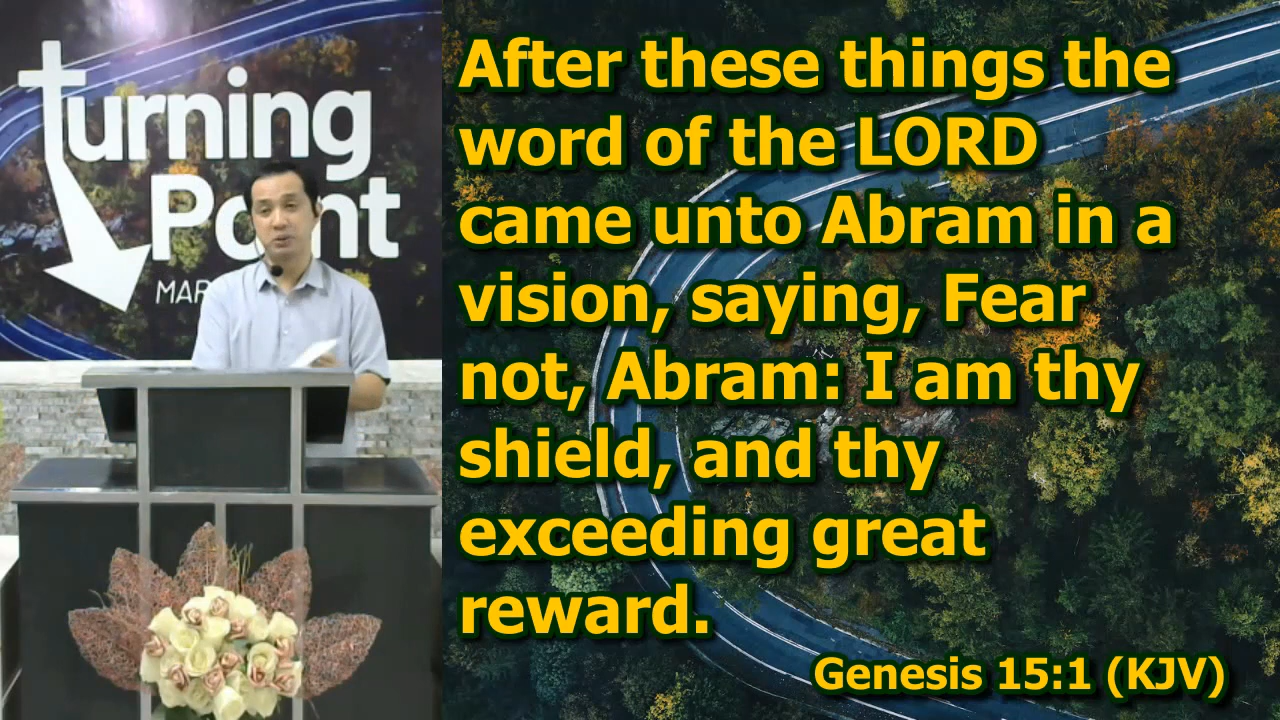 turning
Point
After these things the
word of the LORD
came unto Abram in a
vision, saying, Fear
not, Abram: I am thy
shield, and thy
exceeding great
reward.
Genesis 15:1 (KJV)